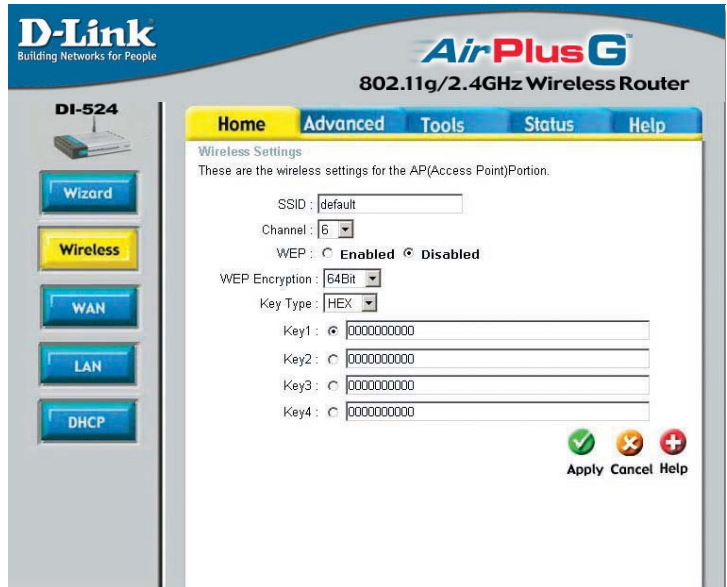 D-Link
Building Networks for People
AirPlus G
802.11g/2.4GHz Wireless Router
DI-524
Home Advanced Tools Status Help
Wireless Settings
These are the wireless settings for the AP(Access Point)Portion.
Wizard
Wireless
WAN
LAN
DHCP
SSID : default
Channel : 6
WEP : Enabled Disabled
WEP Encryption : 64Bit
Key Type : HEX
Key1 : 0000000000
Key2 : 0000000000
Key3 : 0000000000
Key4 : 0000000000
Apply Cancel Help